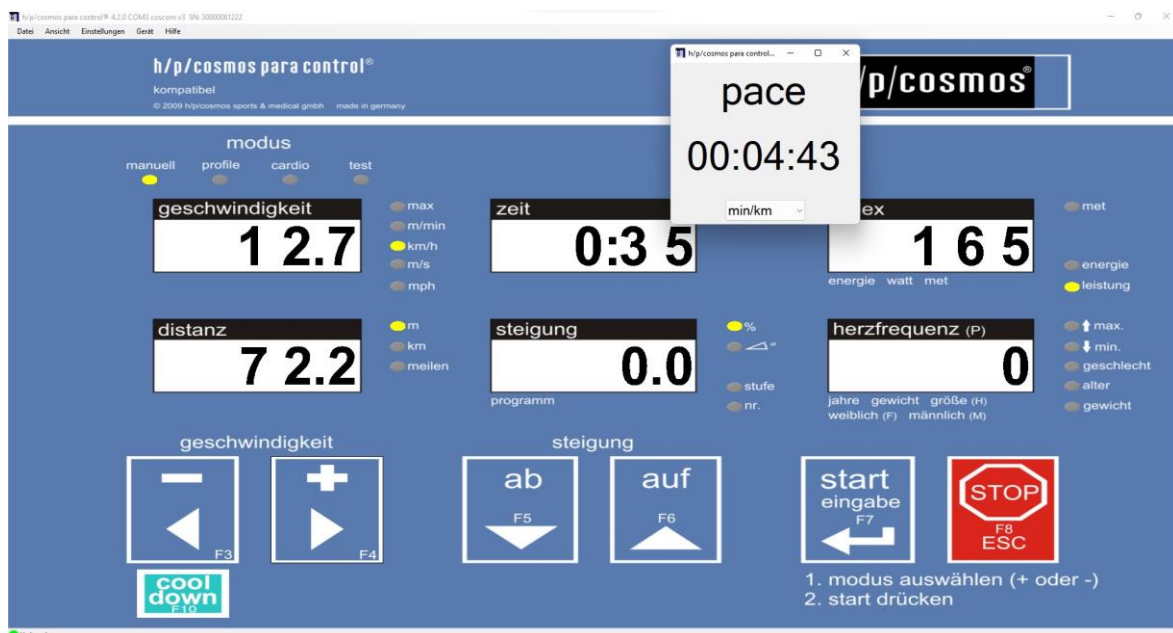 h/p/cosmos para control® 4.2.0 COM3 coscom v3 SN: 30000081222
Datei Ansicht Einstellungen Gerät Hilfe
h/p/cosmos para control®
kompatibel
© 2009 h/p/cosmos sports & medical gmbh made in germany
h/p/cosmos para control...
pace
00:04:43
min/km
/p/cosmos®
modus
manuell profile cardio test
geschwindigkeit
12.7
max
m/min
km/h
m/s
mph
zeit
0:35
ex
165
energie watt met
met
energie
leistung
distanz
72.2
m
km
meilen
steigung
0.0
programm
%
°
stufe
nr.
herzfrequenz (P)
0
jahre gewicht größe (H)
weiblich (F) männlich (M)
max.
min.
geschlecht
alter
gewicht
geschwindigkeit
steigung
F3
F4
ab
F5
auf
F6
start
eingabe
F7
STOP
F8
ESC
cool
down
F10
1. modus auswählen (+ oder -)
2. start drücken